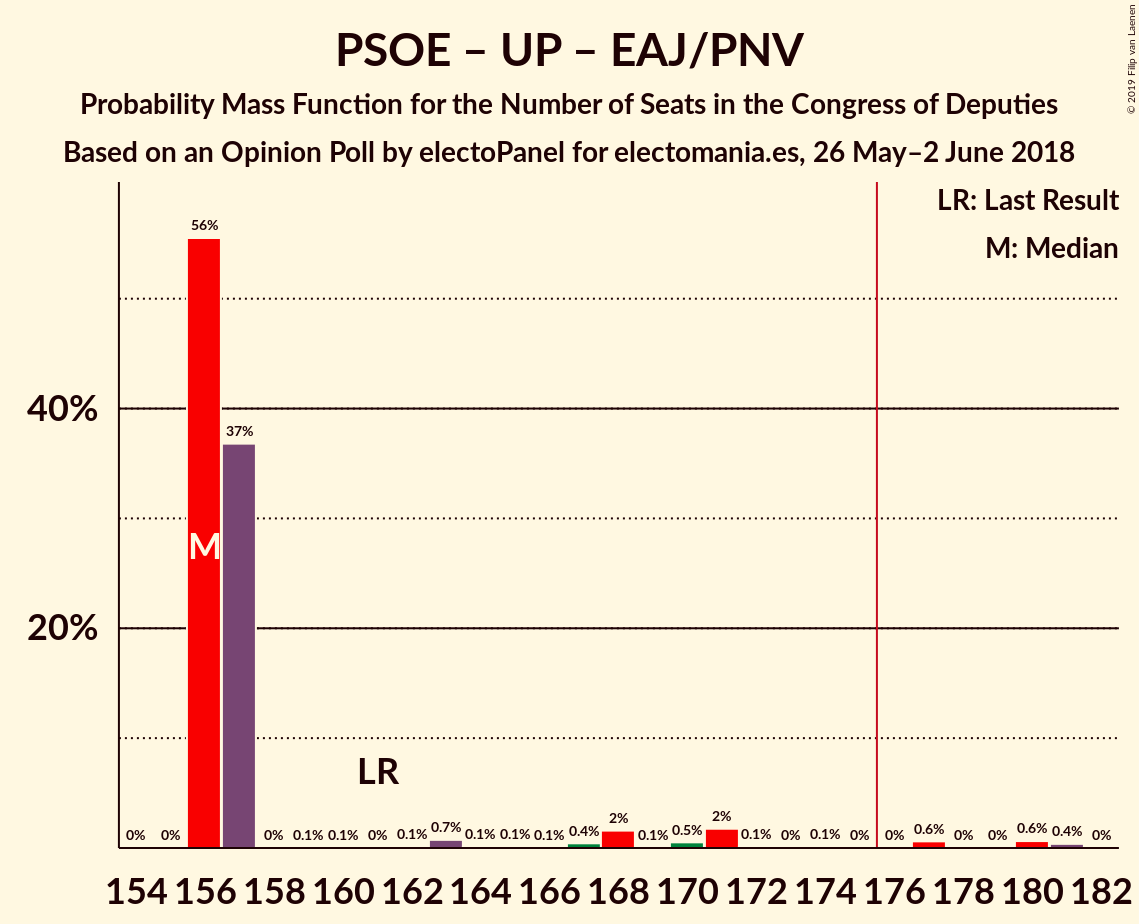 PSOE – UP – EAJ/PNV
Probability Mass Function for the Number of Seats in the Congress of Deputies
Based on an Opinion Poll by electoPanel for electomania.es, 26 May–2 June 2018
© 2019 Filip van Laenen
LR: Last Result
M: Median
56%
40%
37%
M
20%
LR
0% 0% 0% 0.1% 0.1% 0% 0.1% 0.7% 0.1% 0.1% 0.1% 0.4% 2% 0.1% 0.5% 2% 0.1% 0% 0.1% 0% 0% 0.6% 0% 0% 0.6% 0.4% 0%
154 156 158 160 162 164 166 168 170 172 174 176 178 180 182